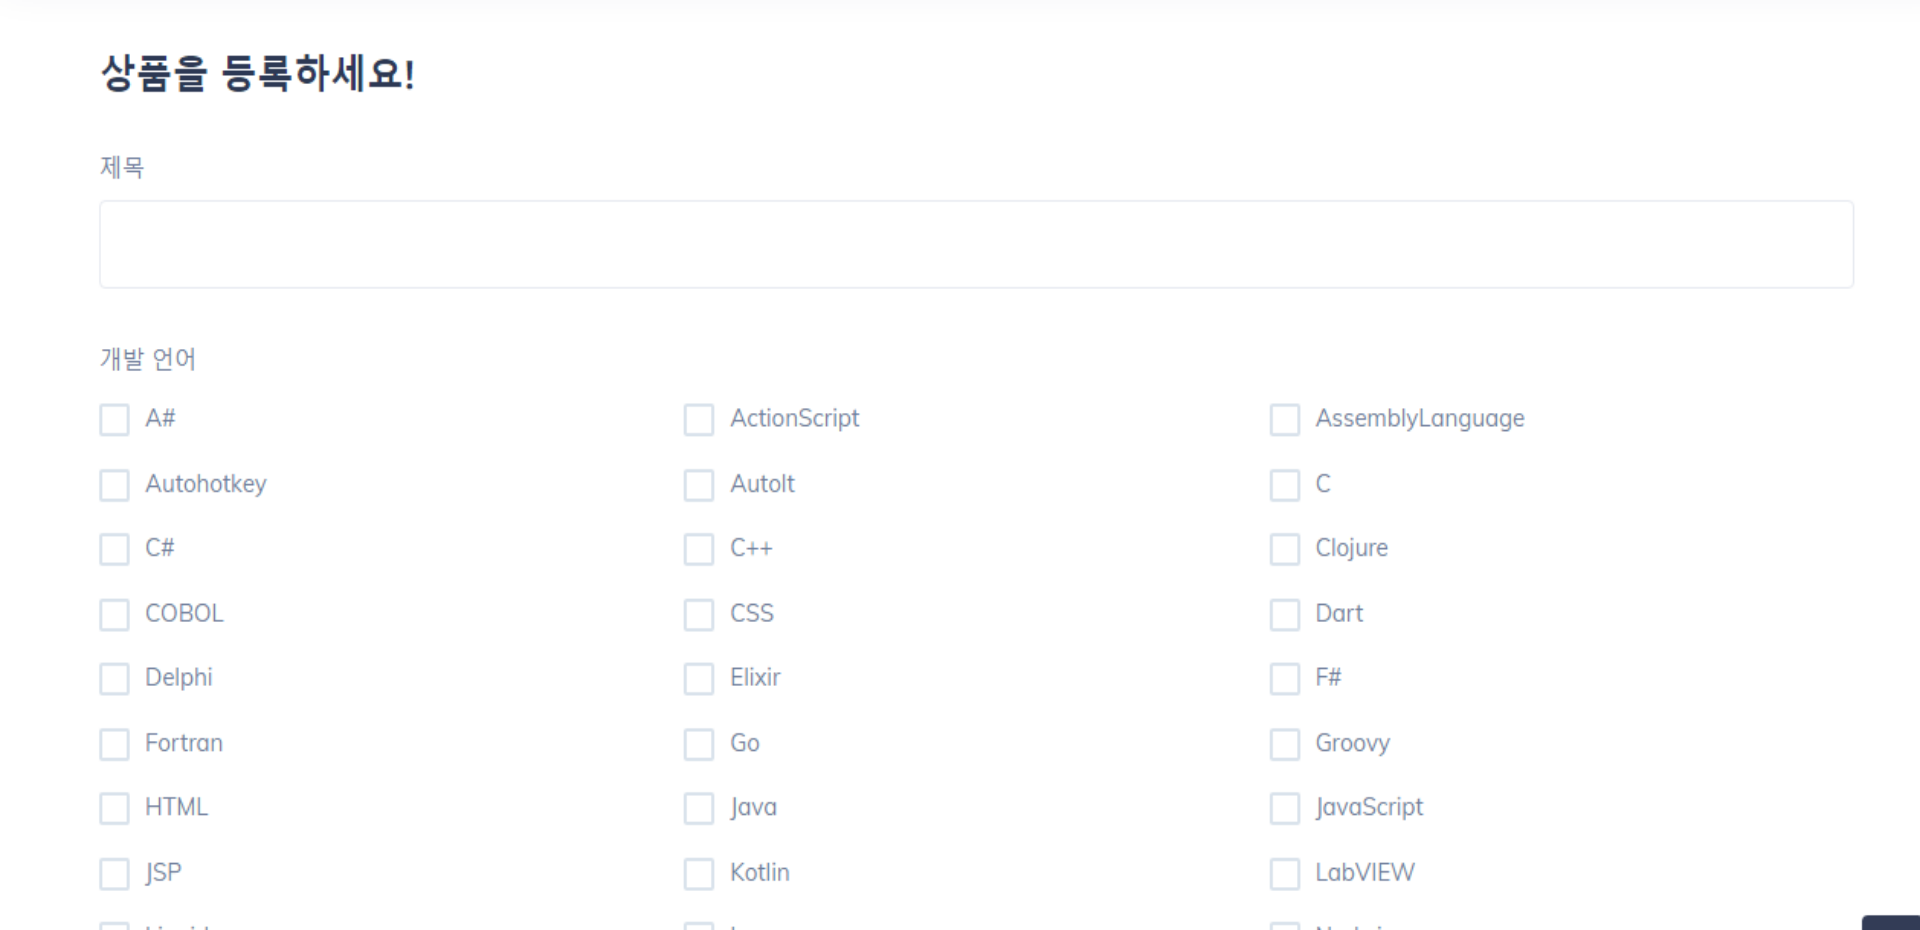 상품을 등록하세요!
제목
개발 언어
A# ActionScript AssemblyLanguage
Autohotkey AutoIt C
C# C++ Clojure
COBOL CSS Dart
Delphi Elixir F#
Fortran Go Groovy
HTML Java JavaScript
JSP Kotlin LabVIEW